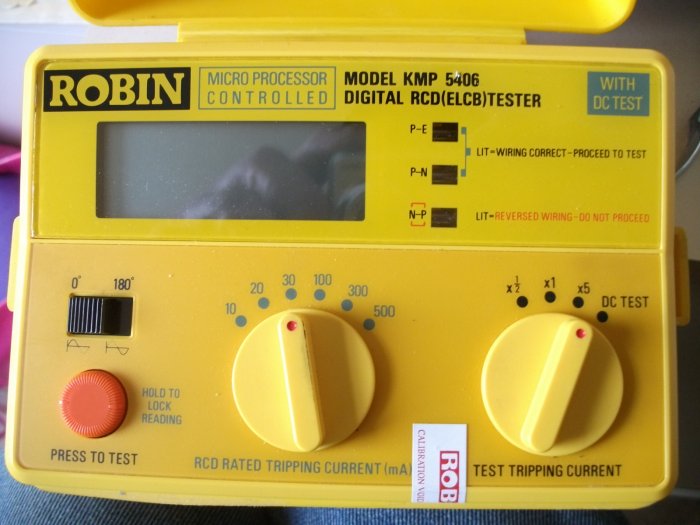 ROBIN
MICRO PROCESSOR
CONTROLLED
MODEL KMP 5406
DIGITAL RCD(ELCB)TESTER
WITH
DC TEST
P-E
P-N
LIT=WIRING CORRECT-PROCEED TO TEST
N-P
LIT=REVERSED WIRING-DO NOT PROCEED
0° 180°
10 20 30 100 300 500
x½ x1 x5 DC TEST
HOLD TO
LOCK
READING
PRESS TO TEST
RCD RATED TRIPPING CURRENT (mA)
CALIBRATION VOID
ROB
TEST TRIPPING CURRENT